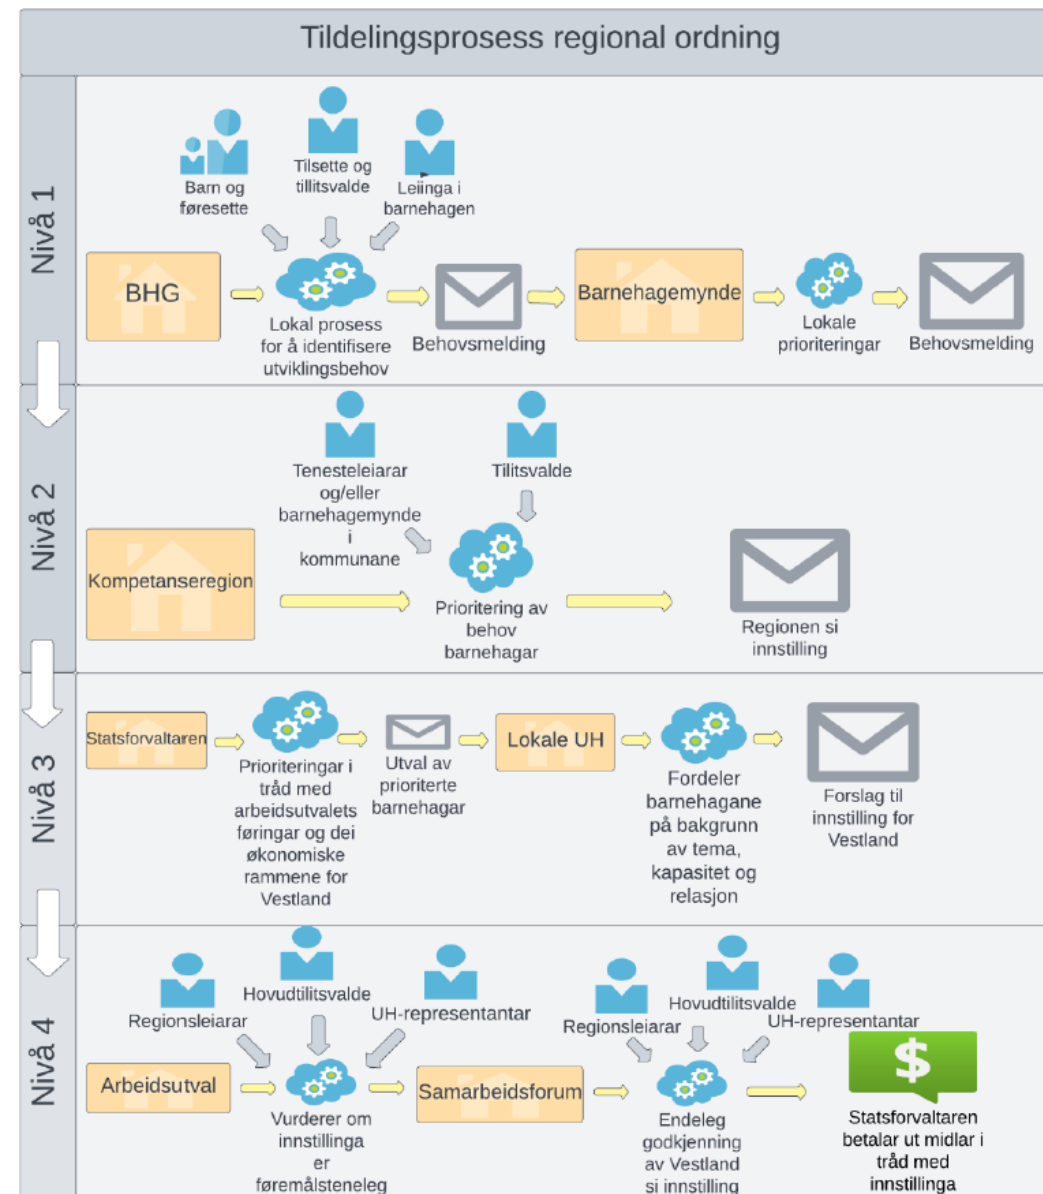 Tildelingsprosess regional ordning
Nivå 1
Barn og
føresette
Tilsette og
tillitsvalde
Leiinga i
barnehagen
BHG
Lokal prosess
for å identifisere
utviklingsbehov
Behovsmelding
Barnehagemynde
Lokale
prioriteringar
Behovsmelding
Nivå 2
Tenesteleiarar
og/eller
barnehagemynde
i
kommunane
Tilitsvalde
Kompetanseregion
Prioritering av
behov
barnehagar
Regionen si
innstilling
Nivå 3
Statsforvaltaren
Prioriteringar i
tråd med
arbeidsutvalets
føringar og dei
økonomiske
rammene for
Vestland
Utval av
prioriterte
barnehagar
Lokale UH
Fordeler
barnehagane
på bakgrunn
av tema,
kapasitet og
relasjon
Forslag til
innstilling for
Vestland
Nivå 4
Regionsleiarar
Hovudtilitsvalde
UH-representantar
Arbeidsutval
Vurderer om
innstillinga
er
føremålsteneleg
Samarbeidsforum
Regionsleiarar
Hovudtilitsvalde
UH-representantar
Endeleg
godkjenning
av Vestland
si innstilling
$
Statsforvaltaren
betalar ut midlar i
tråd med
innstillinga